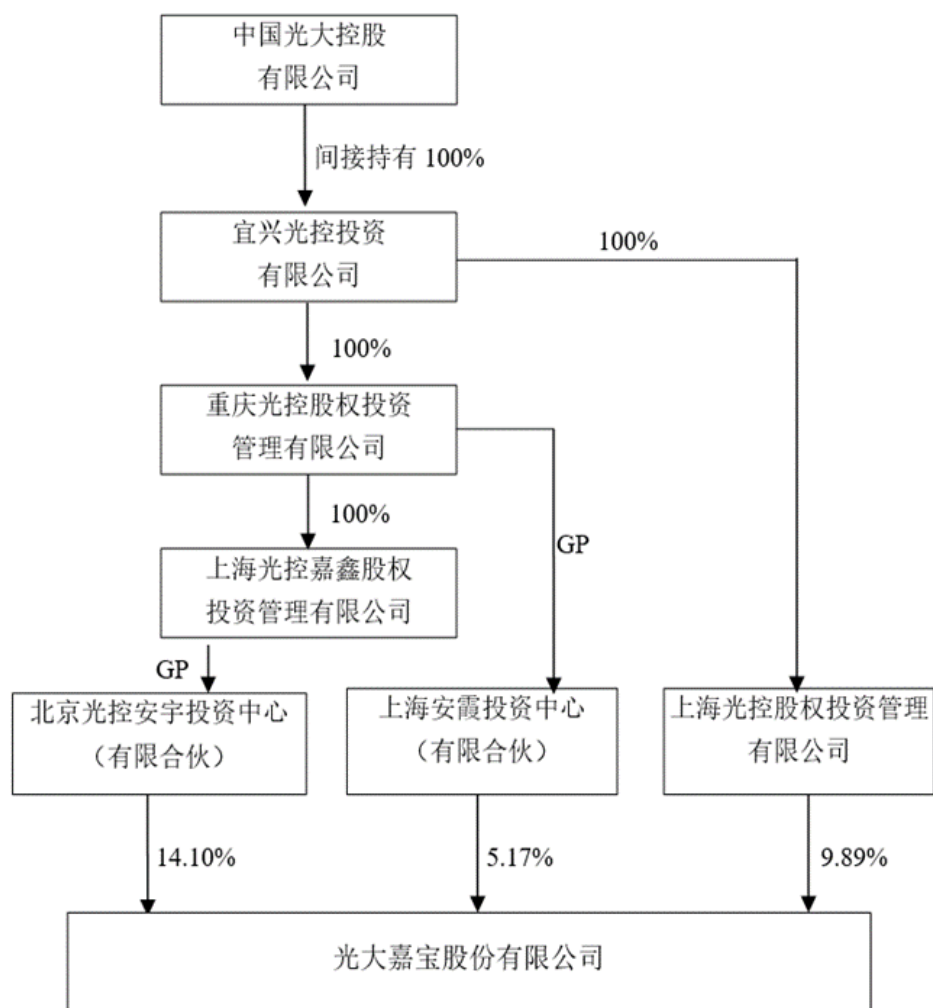 中国光大控股
有限公司
间接持有 100%
宜兴光控投资
有限公司
100%
100%
重庆光控股权投资
管理有限公司
100%
GP
上海光控嘉鑫股权
投资管理有限公司
GP
北京光控安宇投资中心
（有限合伙）
上海安霞投资中心
（有限合伙）
上海光控股权投资管理
有限公司
14.10%
5.17%
9.89%
光大嘉宝股份有限公司